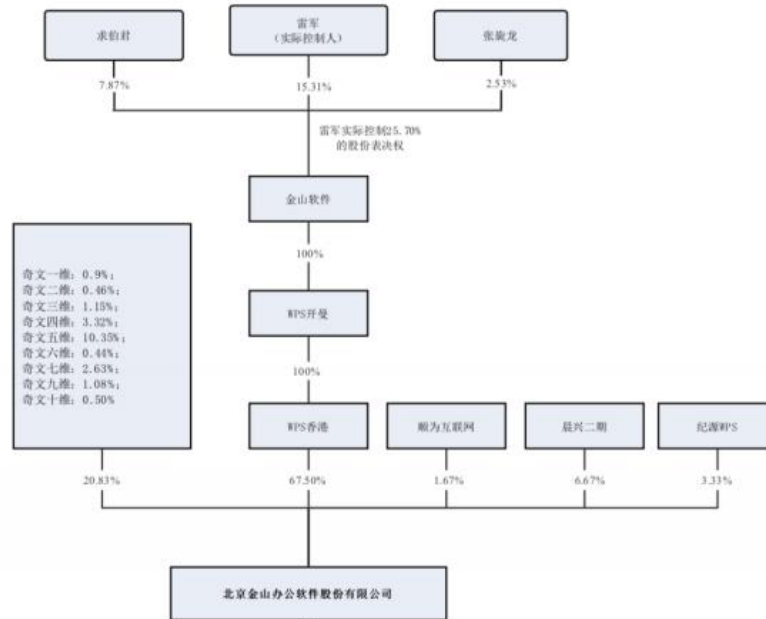 求伯君
雷军
（实际控制人）
张旋龙
7.87%
15.31%
2.53%
雷军实际控制25.70%
的股份表决权
金山软件
100%
WPS开曼
100%
奇文一维：0.9%；
奇文二维：0.46%；
奇文三维：1.15%；
奇文四维：3.32%；
奇文五维：10.35%；
奇文六维：0.44%；
奇文七维：2.63%；
奇文九维：1.08%；
奇文十维：0.50%
WPS香港
顺为互联网
晨兴二期
纪源WPS
20.83%
67.50%
1.67%
6.67%
3.33%
北京金山办公软件股份有限公司